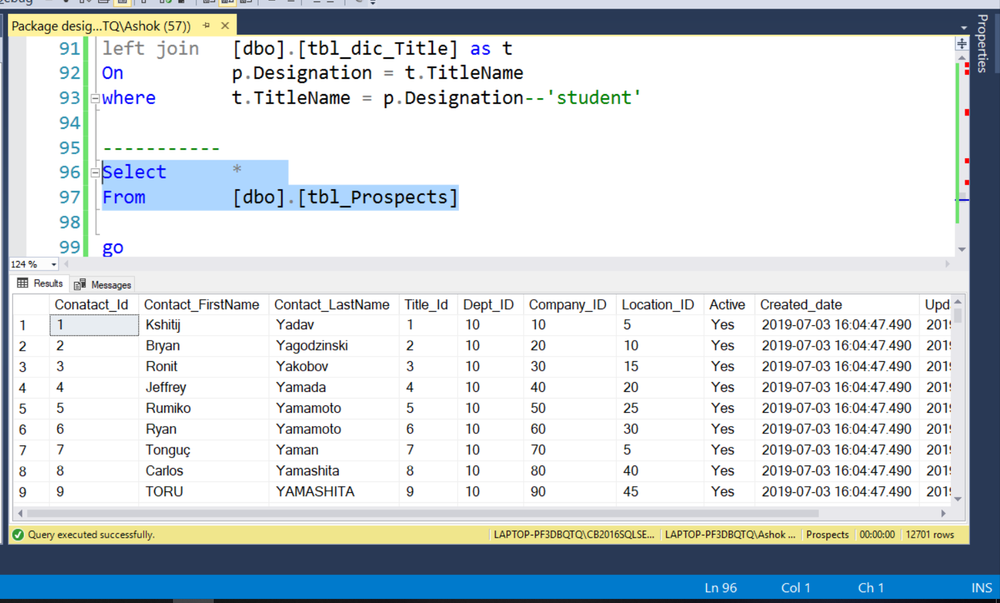 Package desig...TQ\Ashok (57))
Properties
91 left join [dbo].[tbl_dic_Title] as t
92 On p.Designation = t.TitleName
93 where t.TitleName = p.Designation--'student'
94
95 -----------
96 Select *
97 From [dbo].[tbl_Prospects]
98
99 go
124 %
Results Messages
Conatact_Id Contact_FirstName Contact_LastName Title_Id Dept_ID Company_ID Location_ID Active Created_date Upd
1 1 Kshitij Yadav 1 10 10 5 Yes 2019-07-03 16:04:47.490 2019
2 2 Bryan Yagodzinski 2 10 20 10 Yes 2019-07-03 16:04:47.490 2019
3 3 Ronit Yakobov 3 10 30 15 Yes 2019-07-03 16:04:47.490 2019
4 4 Jeffrey Yamada 4 10 40 20 Yes 2019-07-03 16:04:47.490 2019
5 5 Rumiko Yamamoto 5 10 50 25 Yes 2019-07-03 16:04:47.490 2019
6 6 Ryan Yamamoto 6 10 60 30 Yes 2019-07-03 16:04:47.490 2019
7 7 Tonguç Yaman 7 10 70 5 Yes 2019-07-03 16:04:47.490 2019
8 8 Carlos Yamashita 8 10 80 40 Yes 2019-07-03 16:04:47.490 2019
9 9 TORU YAMASHITA 9 10 90 45 Yes 2019-07-03 16:04:47.490 2019
Query executed successfully. LAPTOP-PF3DBQTQ\CB2016SQLSE... LAPTOP-PF3DBQTQ\Ashok ... Prospects 00:00:00 12701 rows
Ln 96 Col 1 Ch 1 INS